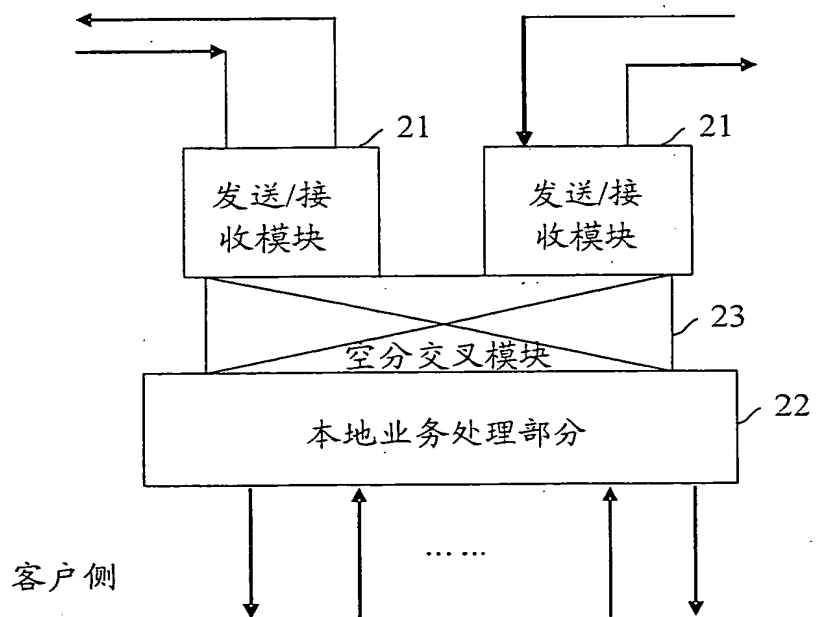 21
21
发送/接
收模块
发送/接
收模块
23
空分交叉模块
22
本地业务处理部分
……
客户侧